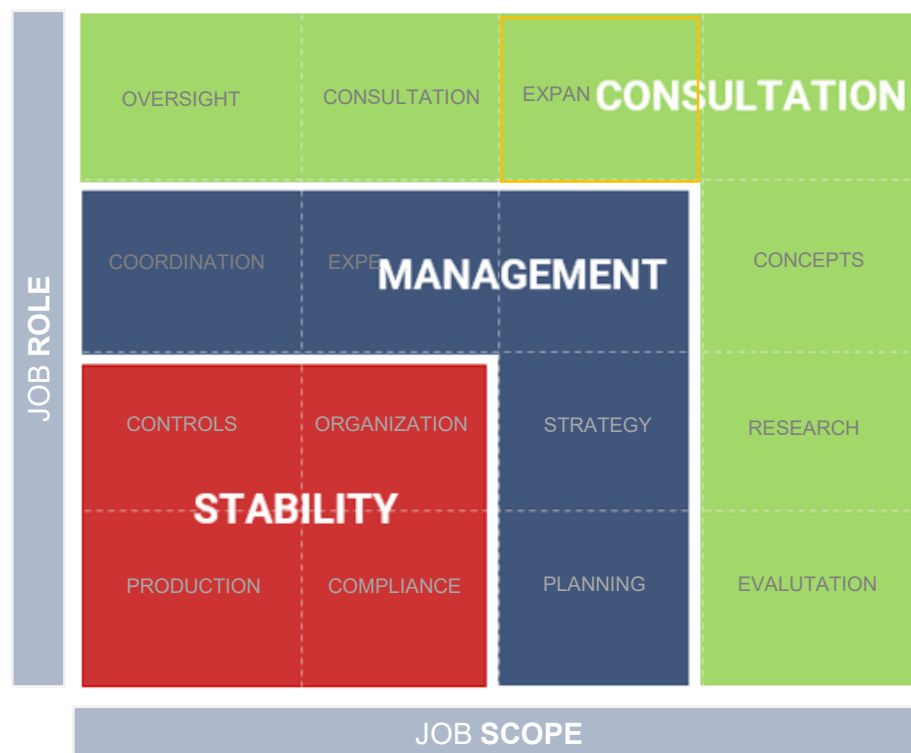 OVERSIGHT
CONSULTATION
EXPAN
CONSULTATION
COORDINATION
EXPE
MANAGEMENT
CONCEPTS
CONTROLS
ORGANIZATION
STRATEGY
RESEARCH
STABILITY
PRODUCTION
COMPLIANCE
PLANNING
EVALUTATION
JOB ROLE
JOB SCOPE